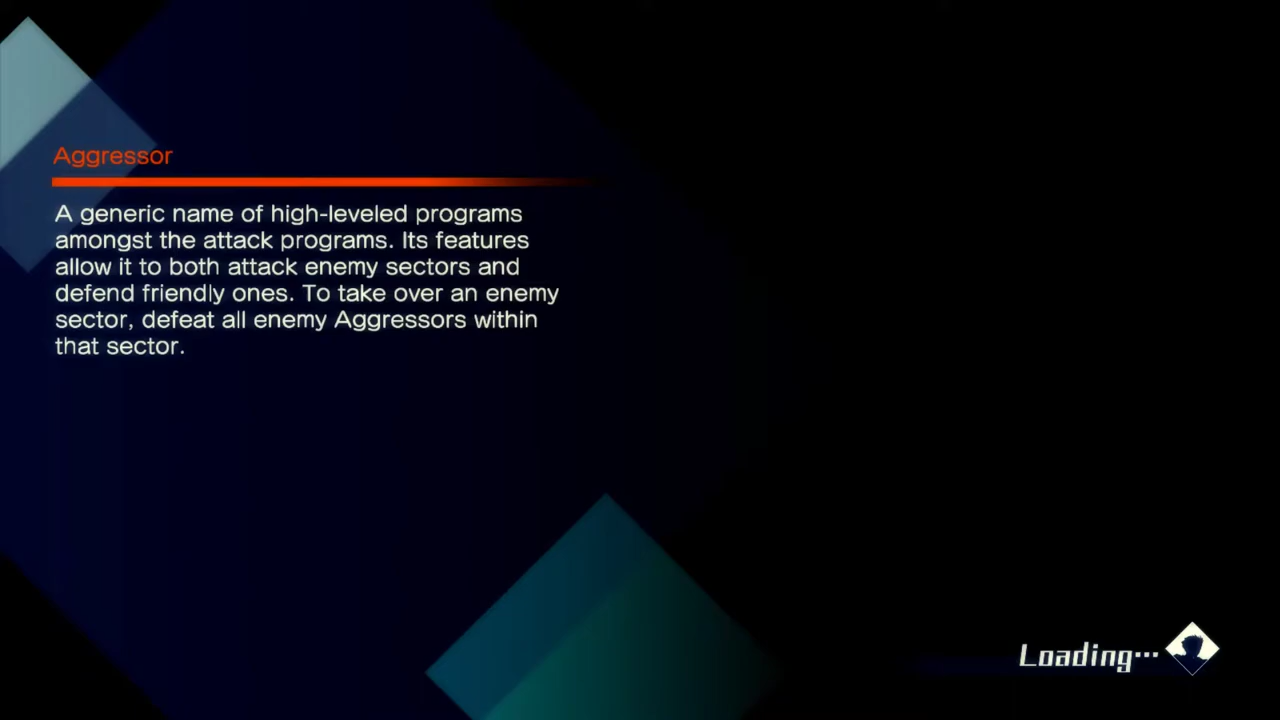 Aggressor
A generic name of high-leveled programs
amongst the attack programs. Its features
allow it to both attack enemy sectors and
defend friendly ones. To take over an enemy
sector, defeat all enemy Aggressors within
that sector.
Loading…